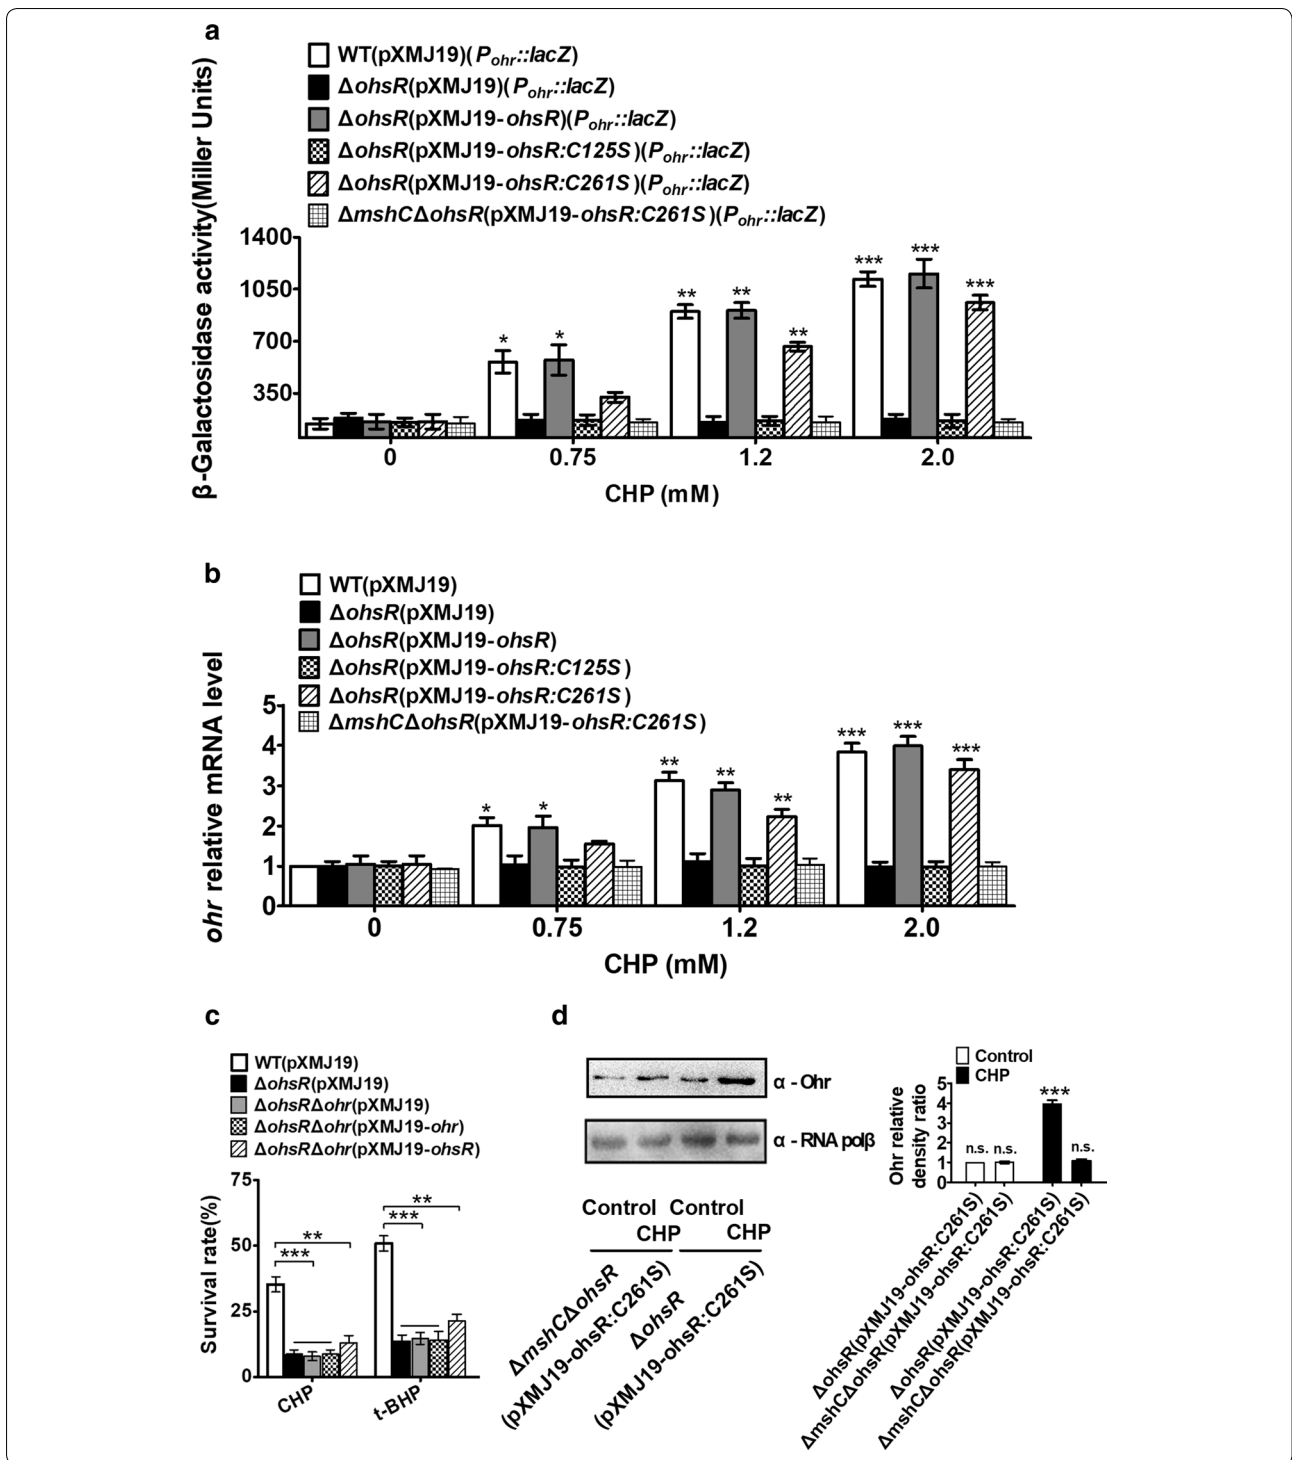 a
WT(pXMJ19)(Pohr::lacZ)
ΔohsR(pXMJ19)(Pohr::lacZ)
ΔohsR(pXMJ19-ohsR)(Pohr::lacZ)
ΔohsR(pXMJ19-ohsR:C125S)(Pohr::lacZ)
ΔohsR(pXMJ19-ohsR:C261S)(Pohr::lacZ)
ΔmshCΔohsR(pXMJ19-ohsR:C261S)(Pohr::lacZ)
β-Galactosidase activity(Miller Units)
1400
1050
700
350
* *
** ** **
*** *** ***
0 0.75 1.2 2.0
CHP (mM)
b
WT(pXMJ19)
ΔohsR(pXMJ19)
ΔohsR(pXMJ19-ohsR)
ΔohsR(pXMJ19-ohsR:C125S)
ΔohsR(pXMJ19-ohsR:C261S)
ΔmshCΔohsR(pXMJ19-ohsR:C261S)
ohr relative mRNA level
5
4
3
2
1
0
* *
** ** **
*** *** ***
0 0.75 1.2 2.0
CHP (mM)
c
WT(pXMJ19)
ΔohsR(pXMJ19)
ΔohsRΔohr(pXMJ19)
ΔohsRΔohr(pXMJ19-ohr)
ΔohsRΔohr(pXMJ19-ohsR)
Survival rate(%)
75
50
25
0
**
***
**
***
CHP t-BHP
d
α - Ohr
α - RNA polβ
Control Control
CHP CHP
ΔmshCΔohsR
(pXMJ19-ohsR:C261S)
ΔohsR
(pXMJ19-ohsR:C261S)
Control
CHP
Ohr relative
density ratio
5
4
3
2
1
0
n.s. n.s. *** n.s.
ΔohsR(pXMJ19-ohsR:C261S)
ΔmshCΔohsR(pXMJ19-ohsR:C261S)
ΔohsR(pXMJ19-ohsR:C261S)
ΔmshCΔohsR(pXMJ19-ohsR:C261S)